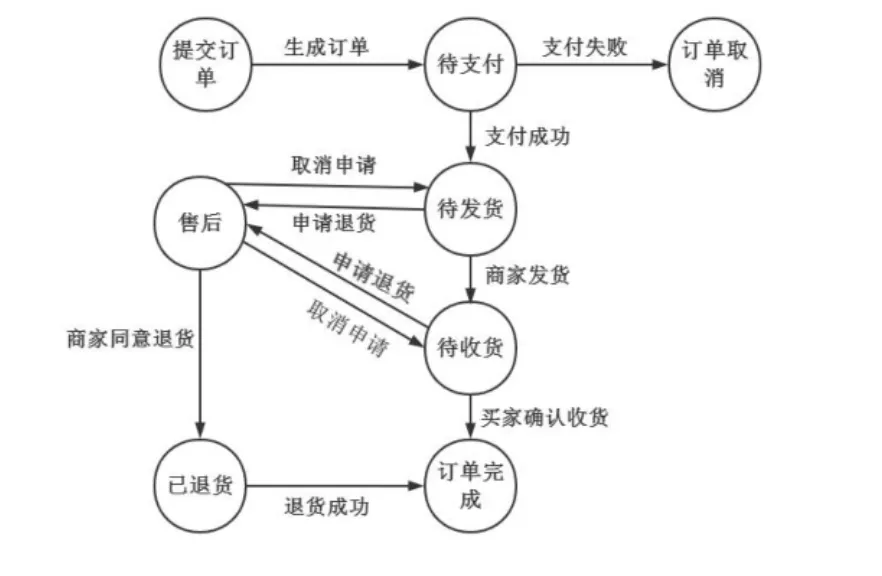 提交订
单
生成订单
待支付
支付失败
订单取
消
支付成功
取消申请
售后
待发货
申请退货
申请退货
商家发货
取消申请
商家同意退货
待收货
买家确认收货
已退货
退货成功
订单完
成